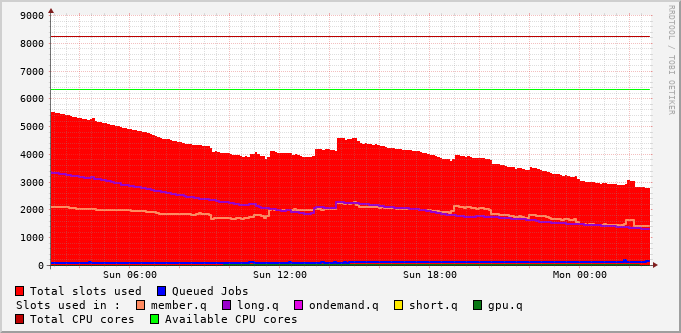 RRDTOOL / TOBI OETIKER
9000
8000
7000
6000
5000
4000
3000
2000
1000
0
Sun 06:00 Sun 12:00 Sun 18:00 Mon 00:00
Total slots used Queued Jobs
Slots used in : member.q long.q ondemand.q short.q gpu.q
Total CPU cores Available CPU cores